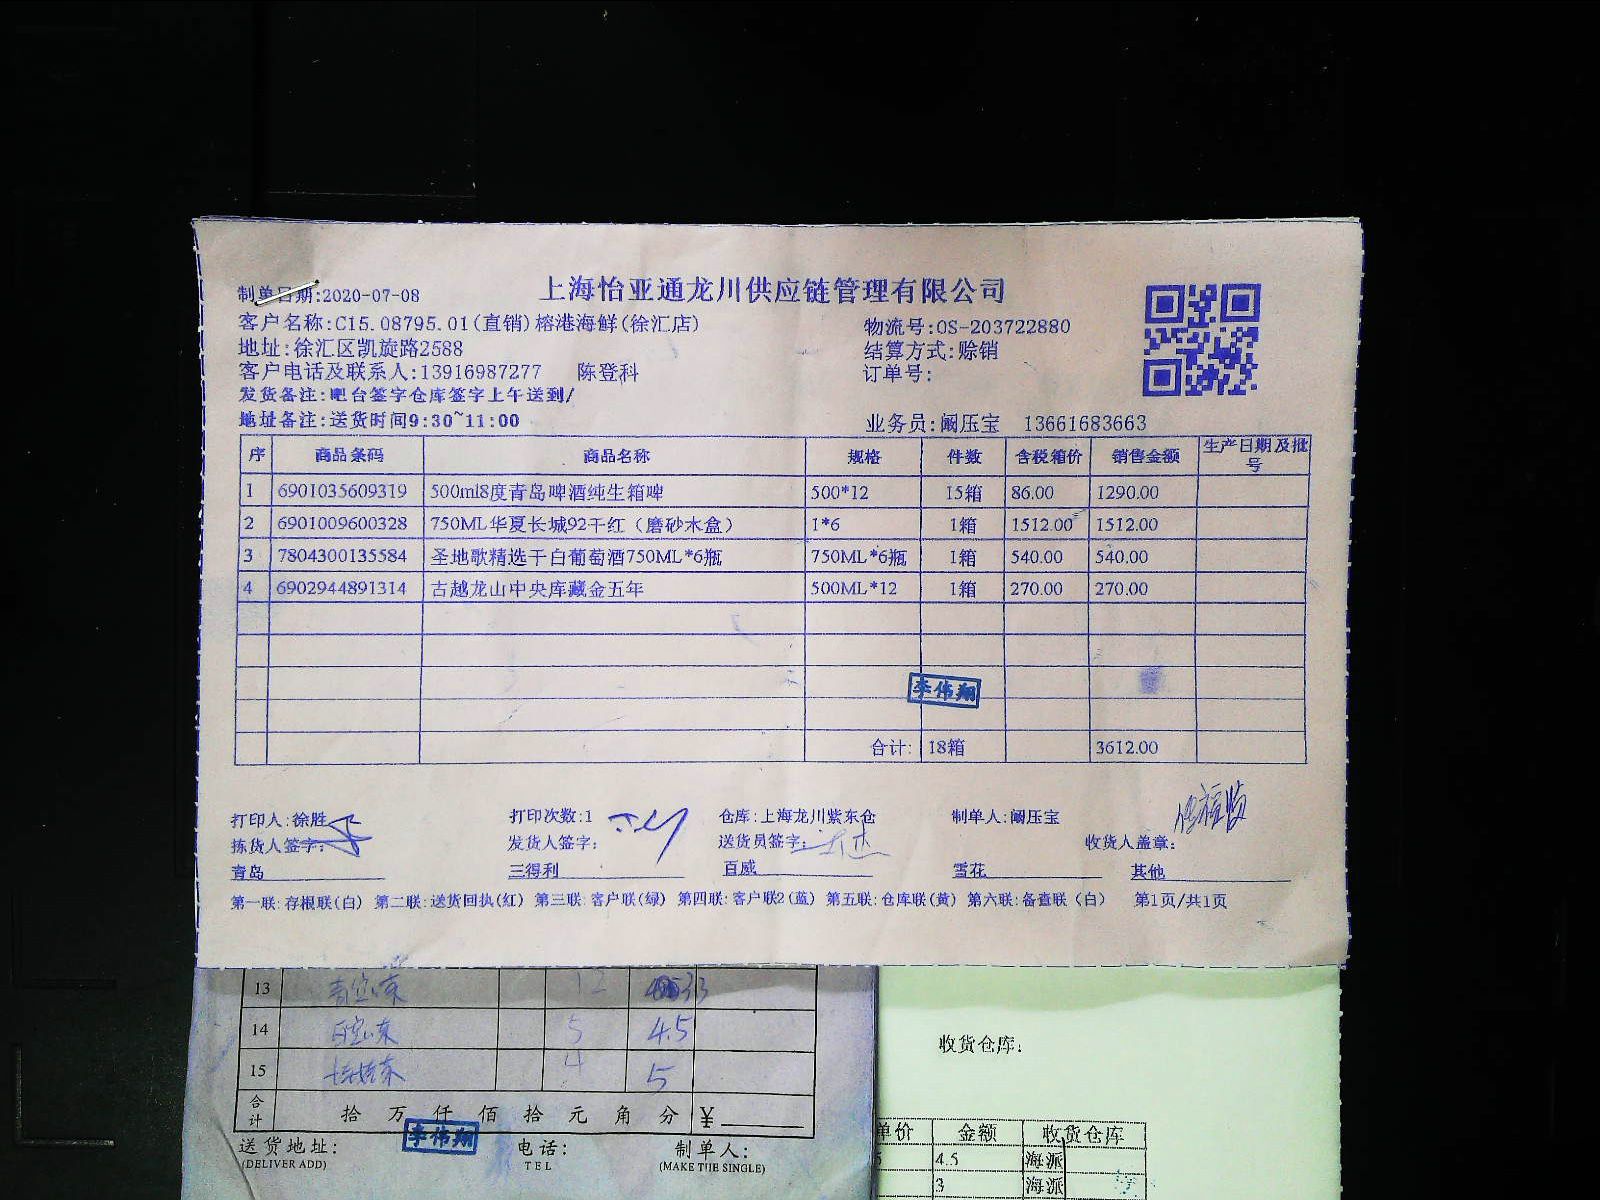 上海怡亚通龙川供应链管理有限公司
制单日期:2020-07-08
客户名称:C15.08795.01(直销)榕港海鲜(徐汇店)
物流号:OS-203722880
地址:徐汇区凯旋路2588
结算方式:赊销
客户电话及联系人:13916987277 陈登科
订单号:
发货备注:吧台签字仓库签字上午送到/
地址备注:送货时间9:30~11:00
业务员:阚压宝 13661683663
序 商品条码 商品名称 规格 件数 含税箱价 销售金额 生产日期及批号
1 6901035609319 500ml8度青岛啤酒纯生箱啤 500*12 15箱 86.00 1290.00
2 6901009600328 750ML华夏长城92干红（磨砂木盒） 1*6 1箱 1512.00 1512.00
3 7804300135584 圣地歌精选干白葡萄酒750ML*6瓶 750ML*6瓶 1箱 540.00 540.00
4 6902944891314 古越龙山中央库藏金五年 500ML*12 1箱 270.00 270.00
李伟翔
合计: 18箱 3612.00
打印人:徐胜 打印次数:1 仓库:上海龙川紫东仓 制单人:阚压宝
拣货人签字: 发货人签字: 送货员签字: 收货人盖章:
青岛 三得利 百威 雪花 其他
第一联:存根联(白) 第二联:送货回执(红) 第三联:客户联(绿) 第四联:客户联2(蓝) 第五联:仓库联(黄) 第六联:备查联（白） 第1页/共1页
13 12
14 5 4.5
15 4 5
合计 拾 万 仟 佰 拾 元 角 分 ¥
李伟翔
送货地址: 电话: 制单人:
(DELIVER ADD) TEL (MAKE THE SINGLE)
收货仓库:
单价 金额 收货仓库
5 4.5 海派
3 海派